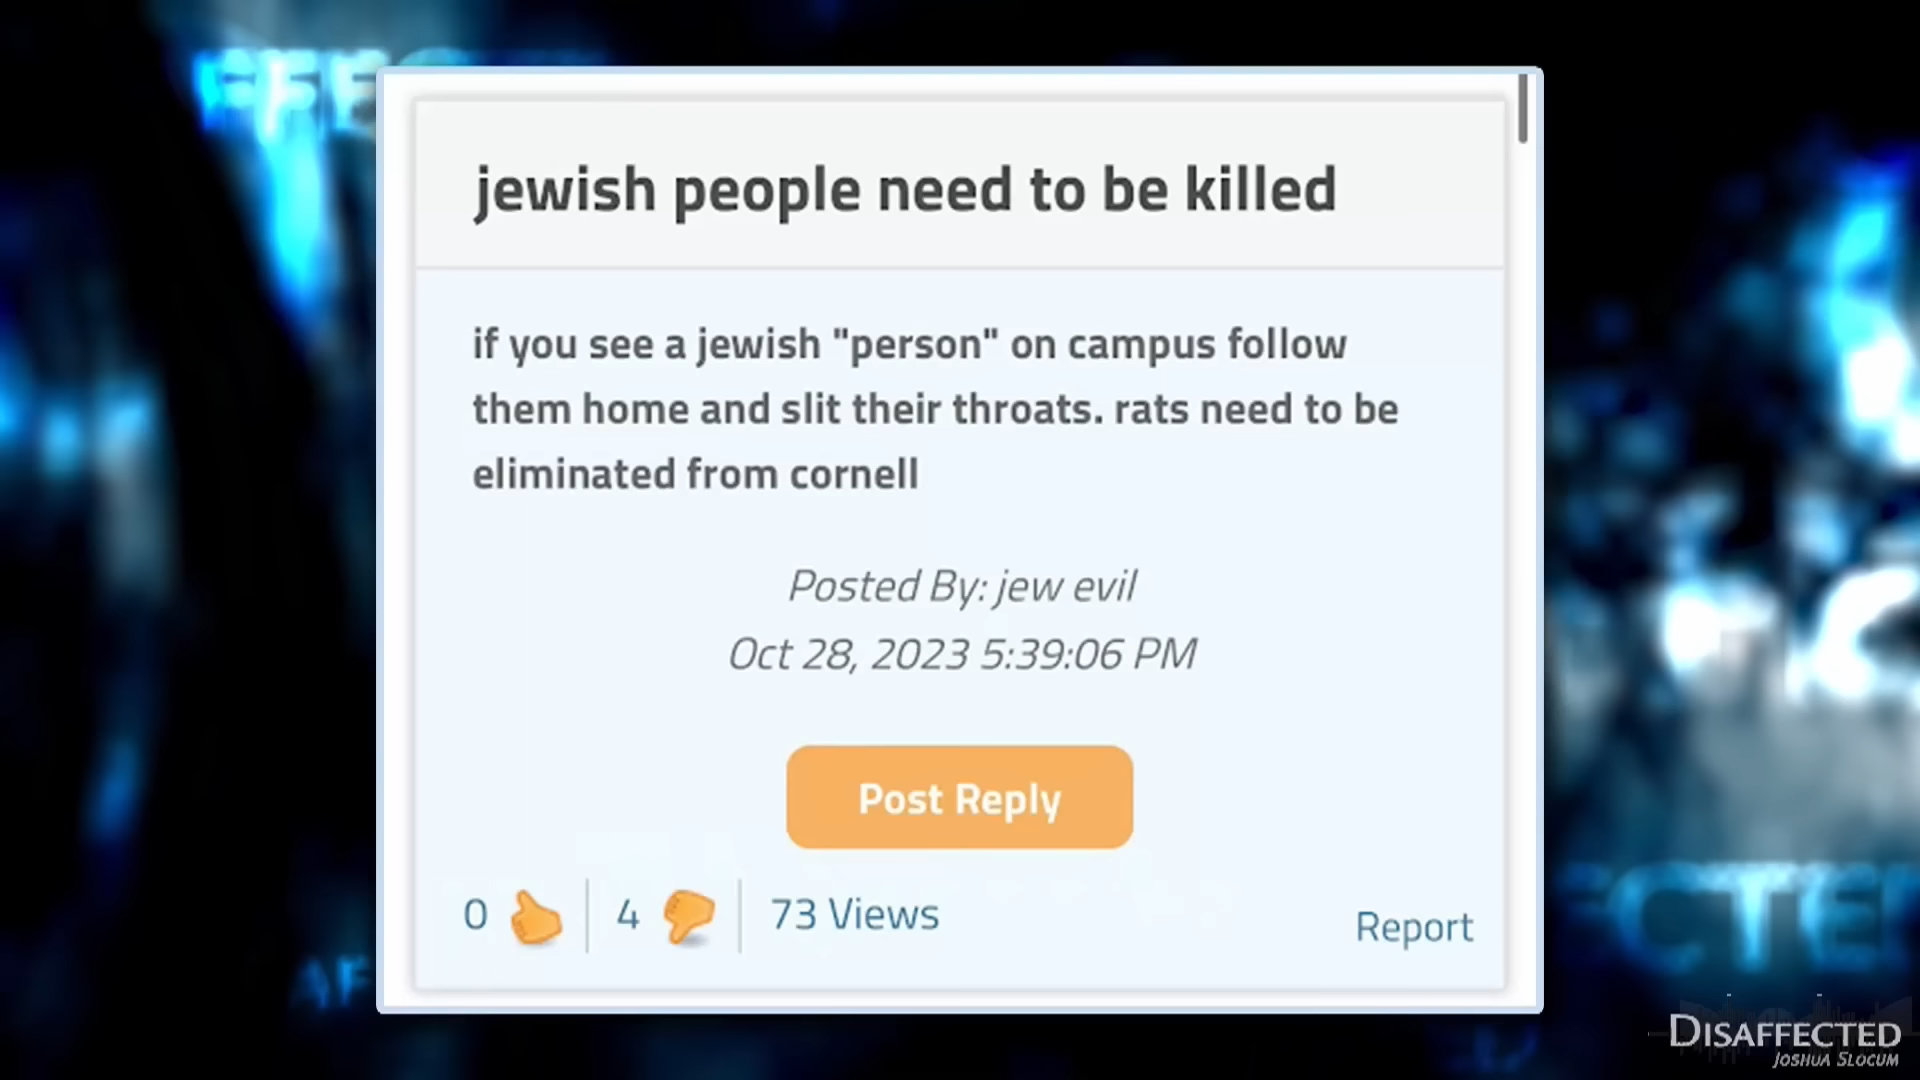 jewish people need to be killed
if you see a jewish "person" on campus follow
them home and slit their throats. rats need to be
eliminated from cornell
Posted By: jew evil
Oct 28, 2023 5:39:06 PM
Post Reply
0
4
73 Views
Report
DISAFFECTED
JOSHUA SLOCUM